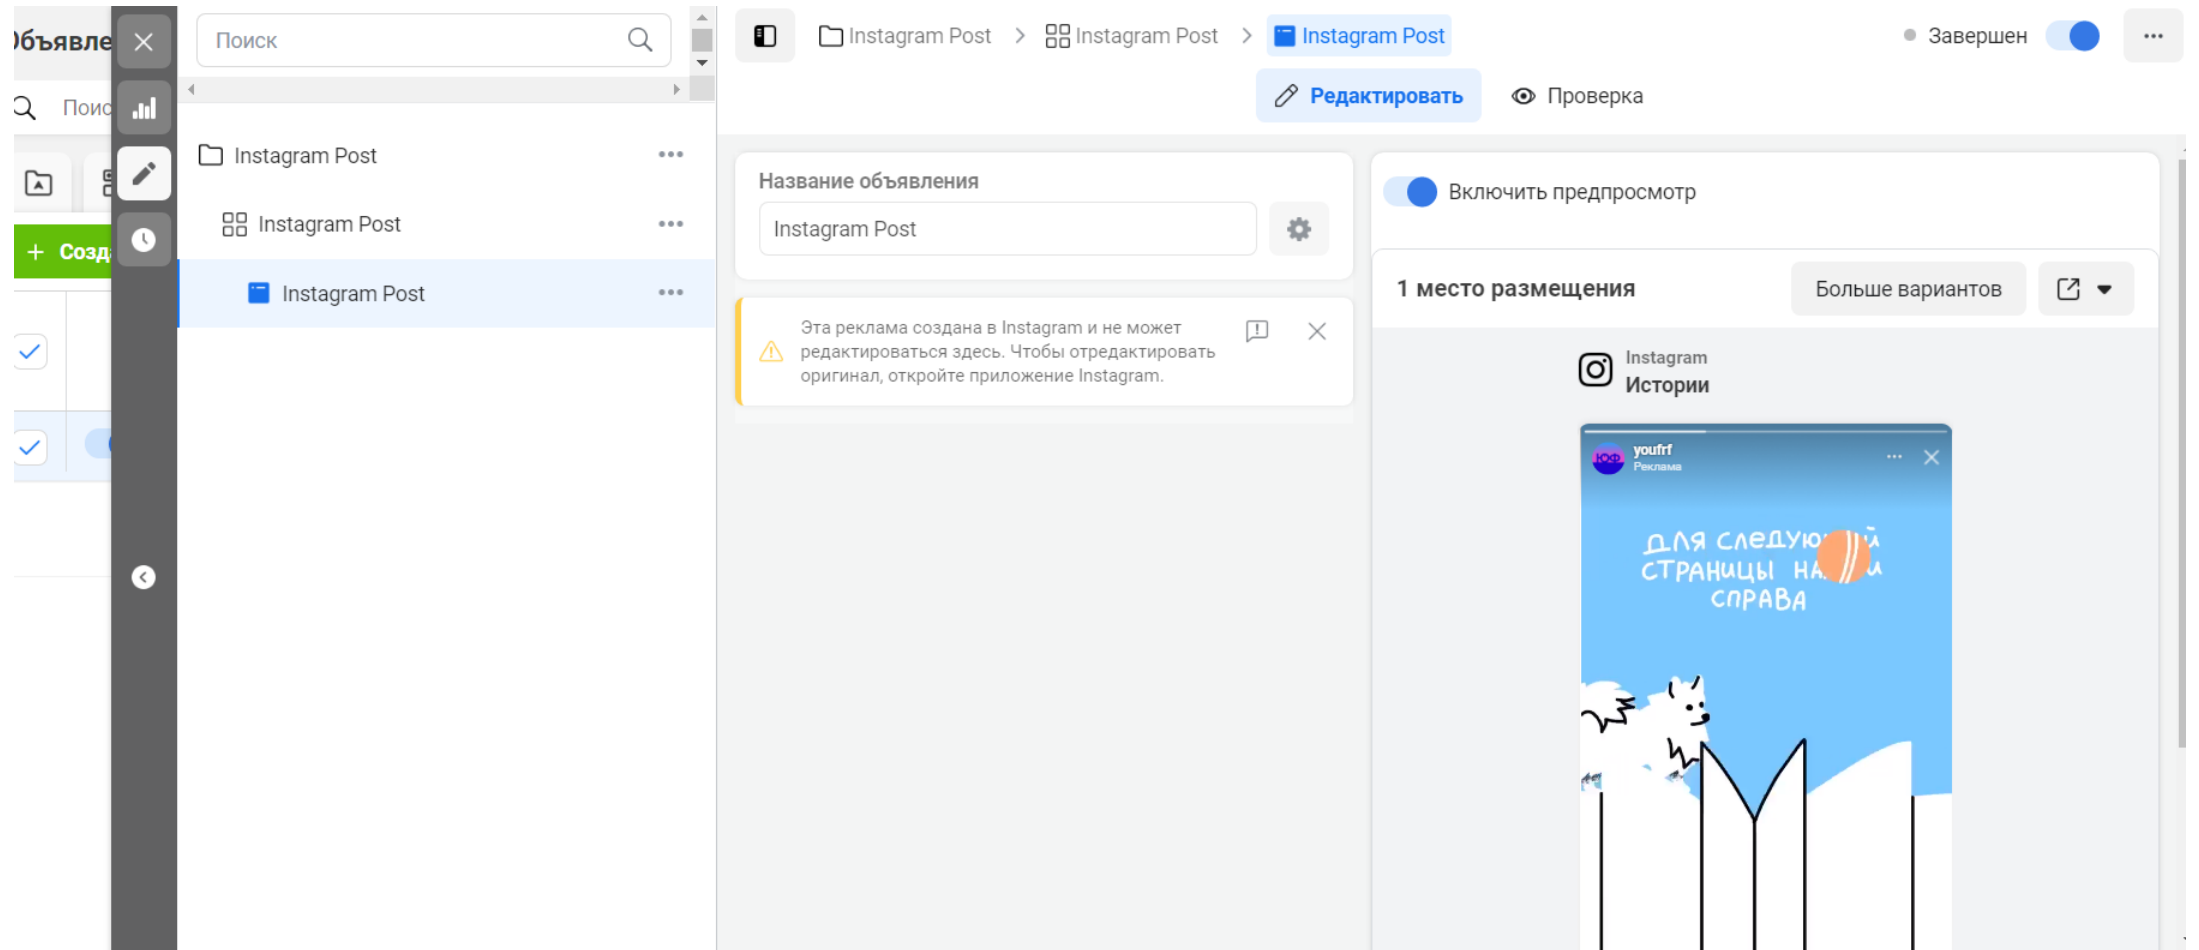 Объявле
Поиск
Поис
+ Созд
Instagram Post
Instagram Post
Instagram Post
Instagram Post > Instagram Post > Instagram Post
Завершен
Редактировать
Проверка
Название объявления
Instagram Post
Эта реклама создана в Instagram и не может
редактироваться здесь. Чтобы отредактировать
оригинал, откройте приложение Instagram.
Включить предпросмотр
1 место размещения
Больше вариантов
Instagram
Истории
ЮФ
youfrf
Реклама
ДЛЯ СЛЕДУЮ
СТРАНИЦЫ
СПРАВА